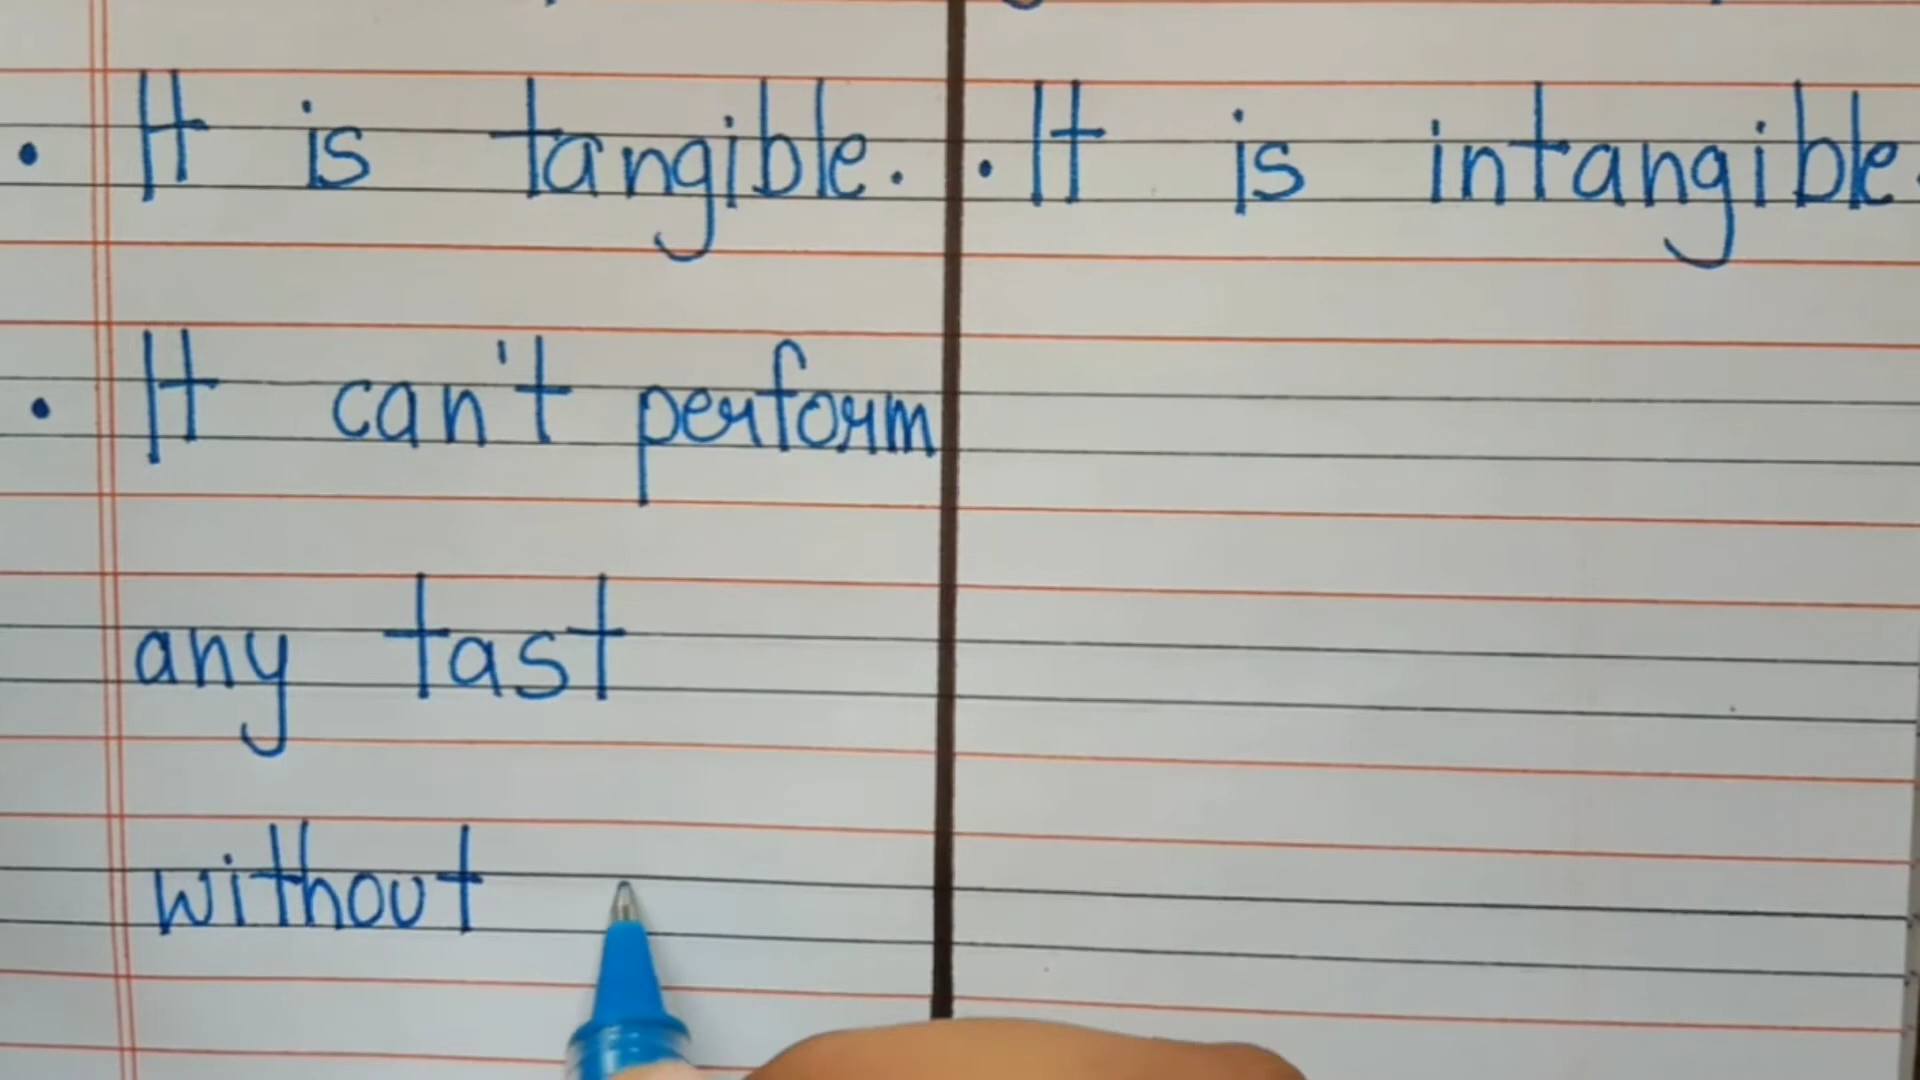 • It is tangible.
• It is intangible.
• It can't perform
any tast
without